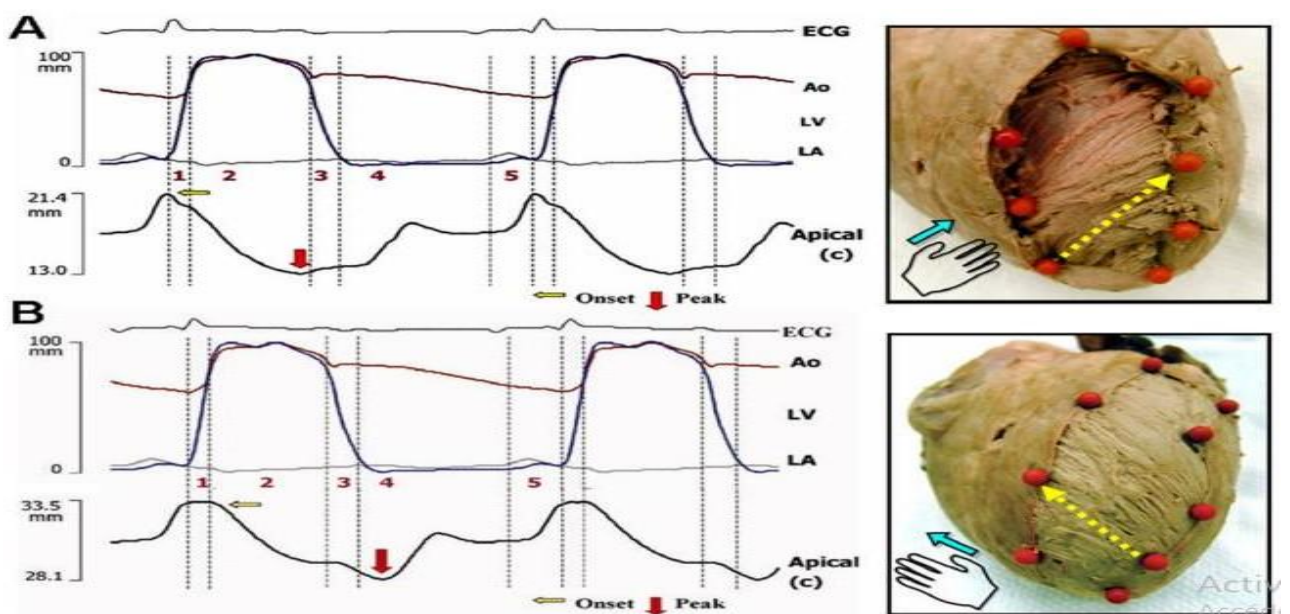 A
ECG
100
mm
Ao
LV
0
LA
1 2 3 4 5
21.4
mm
Apical
(c)
13.0
Onset Peak
B
ECG
100
mm
Ao
LV
0
LA
1 2 3 4 5
33.5
mm
Apical
(c)
28.1
Onset Peak